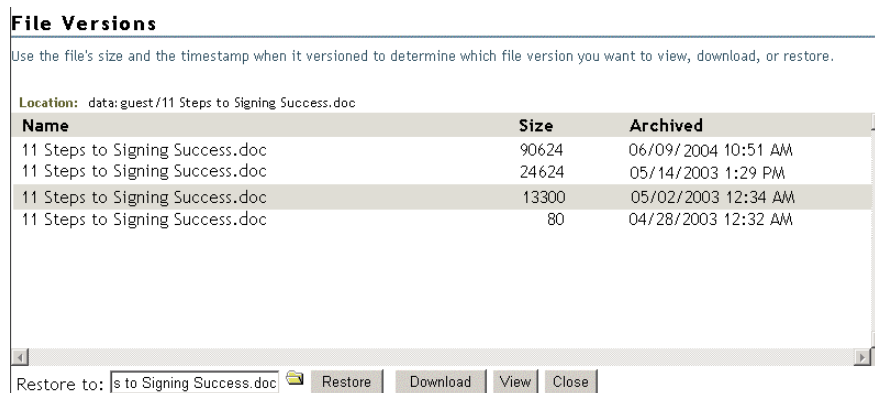 File Versions
Use the file's size and the timestamp when it versioned to determine which file version you want to view, download, or restore.
Location: data:guest/11 Steps to Signing Success.doc
Name Size Archived
11 Steps to Signing Success.doc 90624 06/09/2004 10:51 AM
11 Steps to Signing Success.doc 24624 05/14/2003 1:29 PM
11 Steps to Signing Success.doc 13300 05/02/2003 12:34 AM
11 Steps to Signing Success.doc 80 04/28/2003 12:32 AM
Restore to: s to Signing Success.doc Restore Download View Close